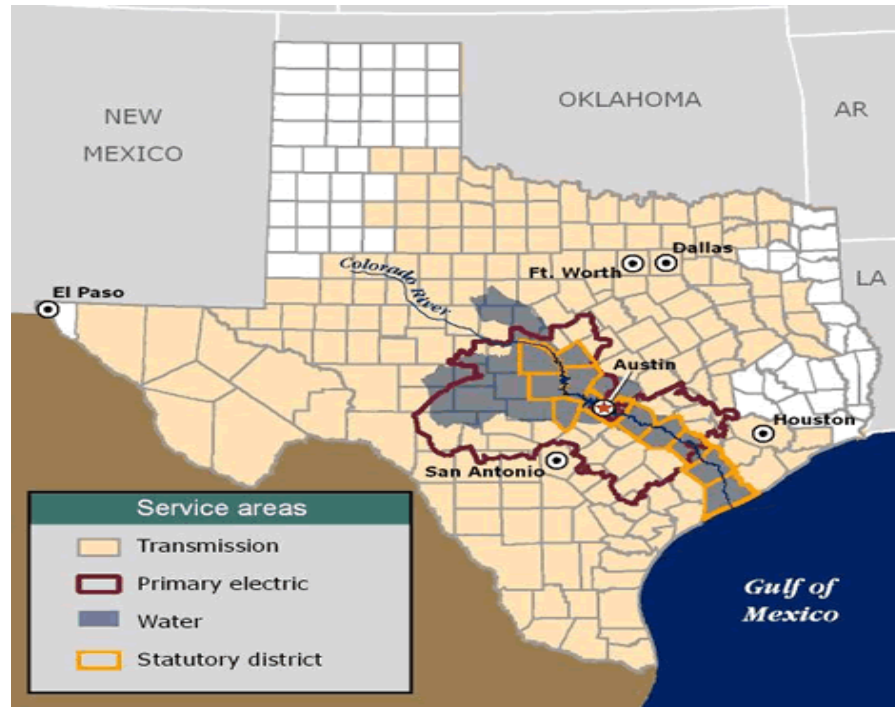 NEW
MEXICO
OKLAHOMA
AR
LA
Dallas
Ft. Worth
Colorado
River
El Paso
Austin
Houston
San Antonio
Service areas
Transmission
Primary electric
Water
Statutory district
Gulf of
Mexico